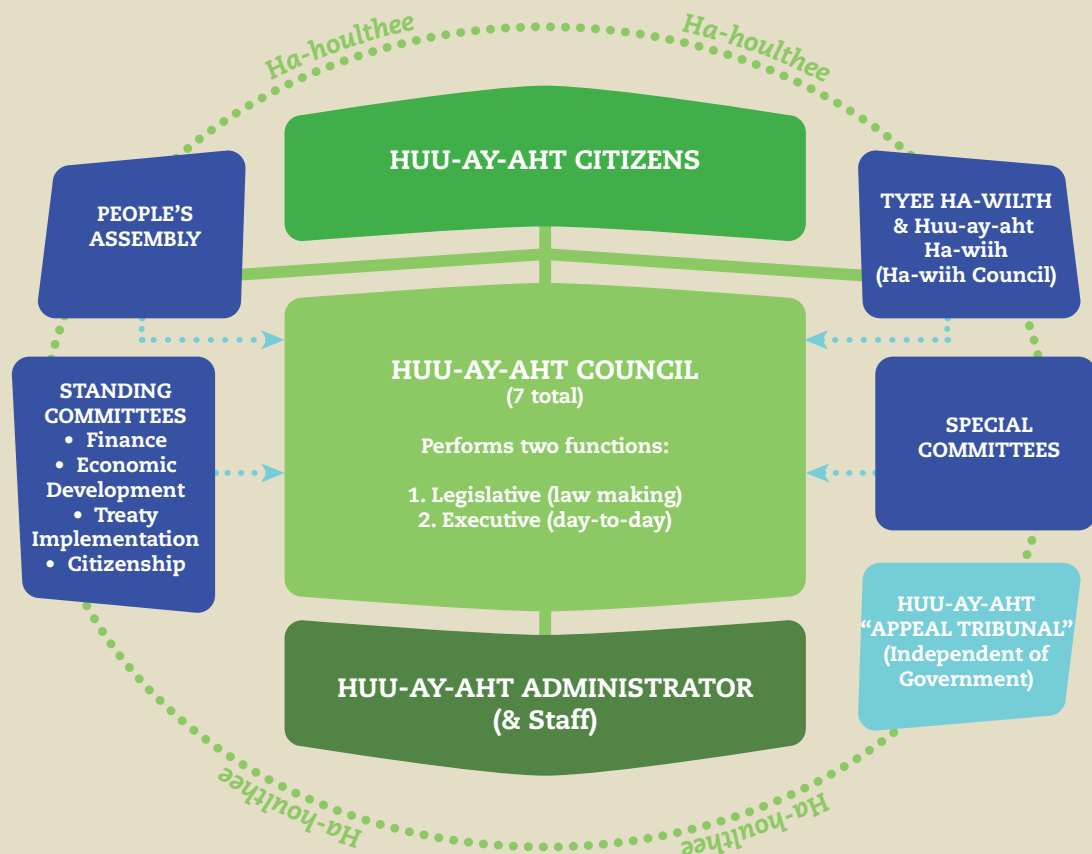 Ha-houlthee
Ha-houlthee
HUU-AY-AHT CITIZENS
PEOPLE’S
ASSEMBLY
TYEE HA-WILTH
& Huu-ay-aht
Ha-wiih
(Ha-wiih Council)
HUU-AY-AHT COUNCIL
(7 total)
Performs two functions:
1. Legislative (law making)
2. Executive (day-to-day)
STANDING
COMMITTEES
• Finance
• Economic
Development
• Treaty
Implementation
• Citizenship
SPECIAL
COMMITTEES
HUU-AY-AHT
“APPEAL TRIBUNAL”
(Independent of
Government)
HUU-AY-AHT ADMINISTRATOR
(& Staff)
Ha-houlthee
Ha-houlthee